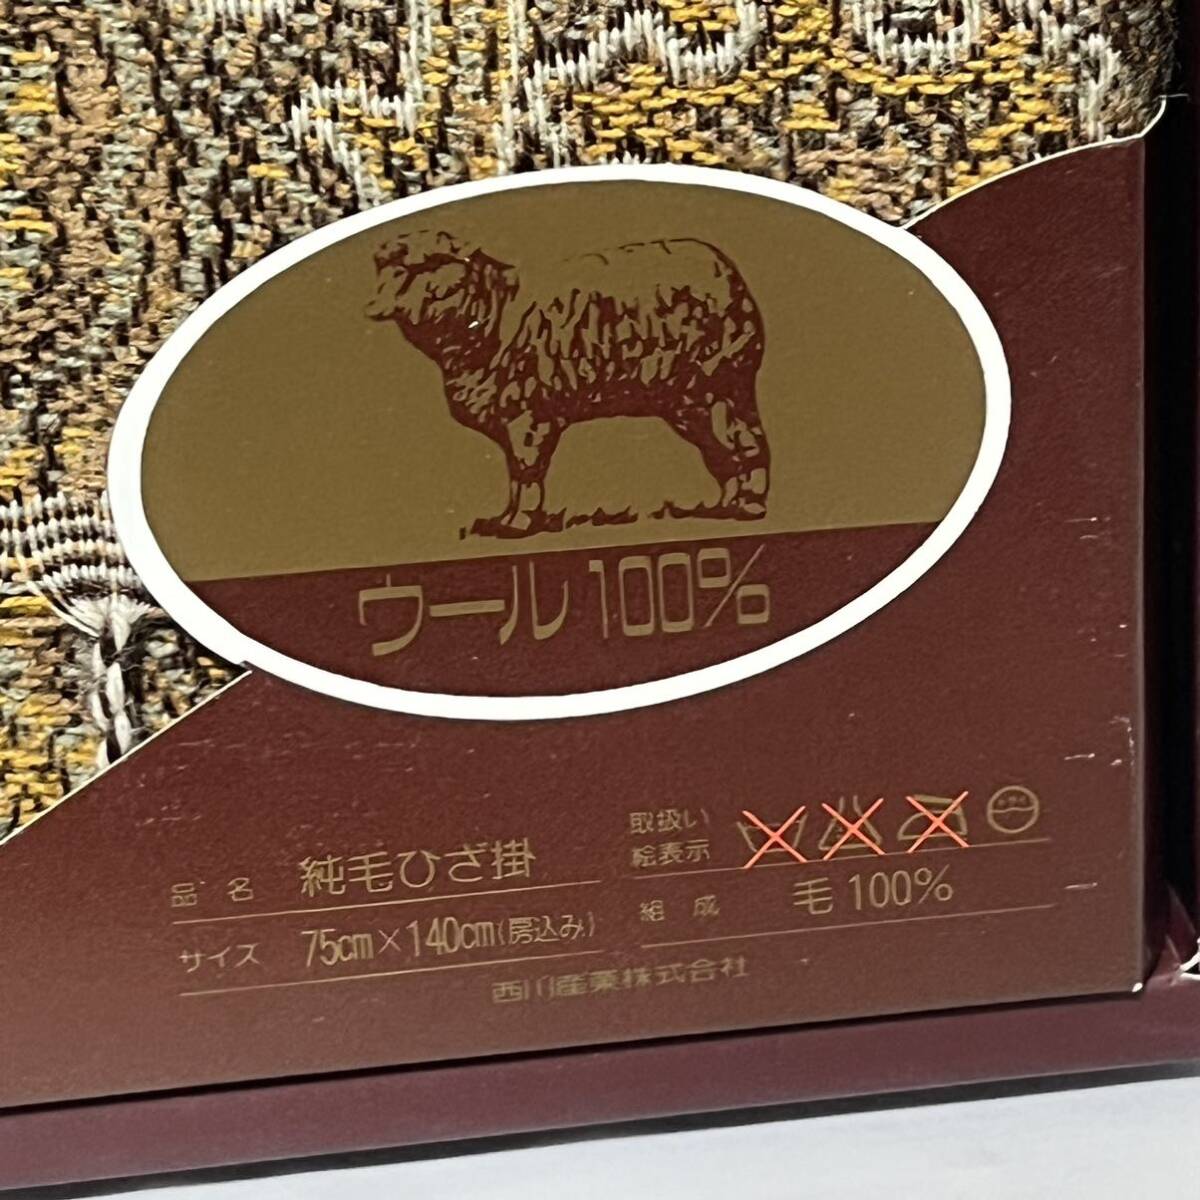 ウール100%
品名 純毛ひざ掛
サイズ 75cm×140cm(房込み)
取扱い
絵表示
組成 毛100%
西川産業株式会社